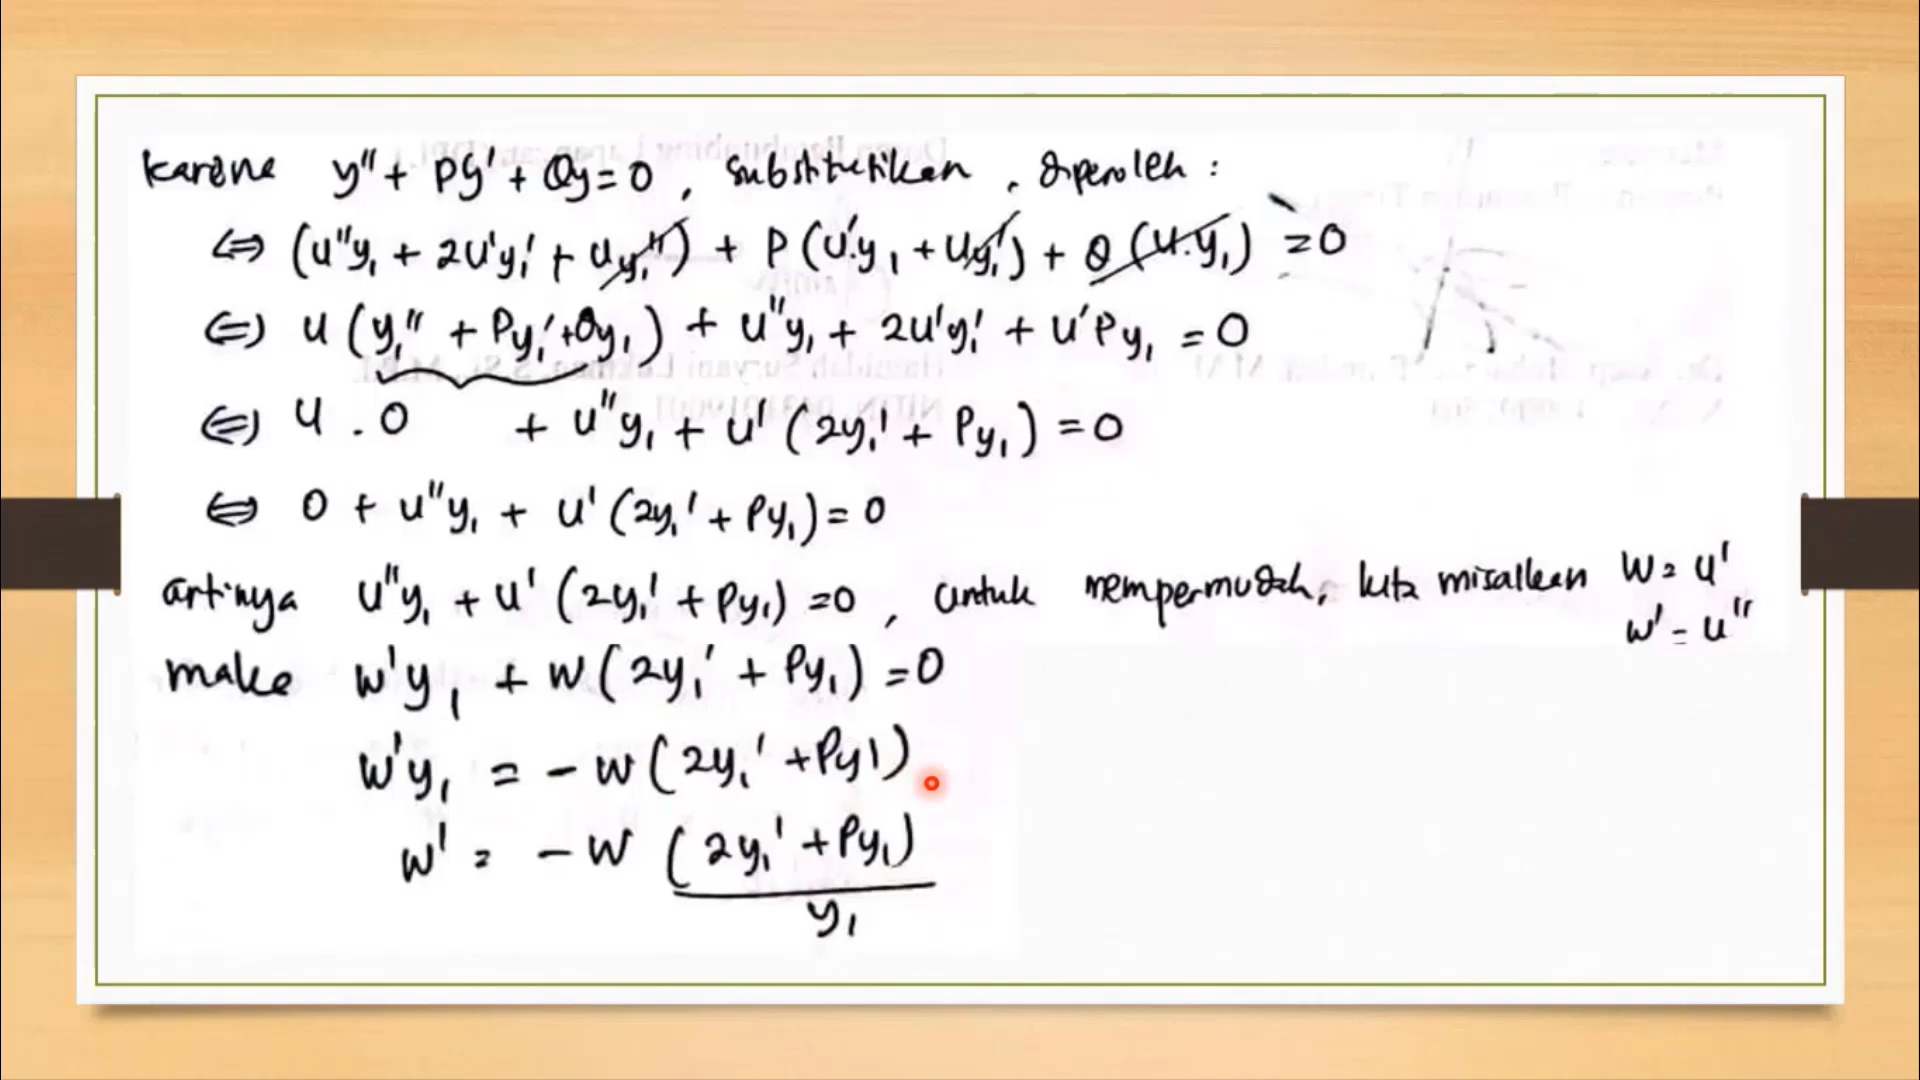 karena y'' + Py' + Qy = 0 , substitutikan , diperoleh :
⇔ (u''y₁ + 2u'y₁' + uy₁'') + P (u'.y₁ + uy₁') + Q (u.y₁) = 0
⇔ u (y₁'' + Py₁' + Qy₁) + u''y₁ + 2u'y₁' + u'Py₁ = 0
⇔ u . 0 + u''y₁ + u' (2y₁' + Py₁) = 0
⇔ 0 + u''y₁ + u' (2y₁' + Py₁) = 0
artinya u''y₁ + u' (2y₁' + Py₁) = 0 , untuk mempermudah, kita misalkan w = u'
w' = u''
maka w'y₁ + w (2y₁' + Py₁) = 0
w'y₁ = - w (2y₁' + Py1)
w' = - w (2y₁' + Py₁)
y₁